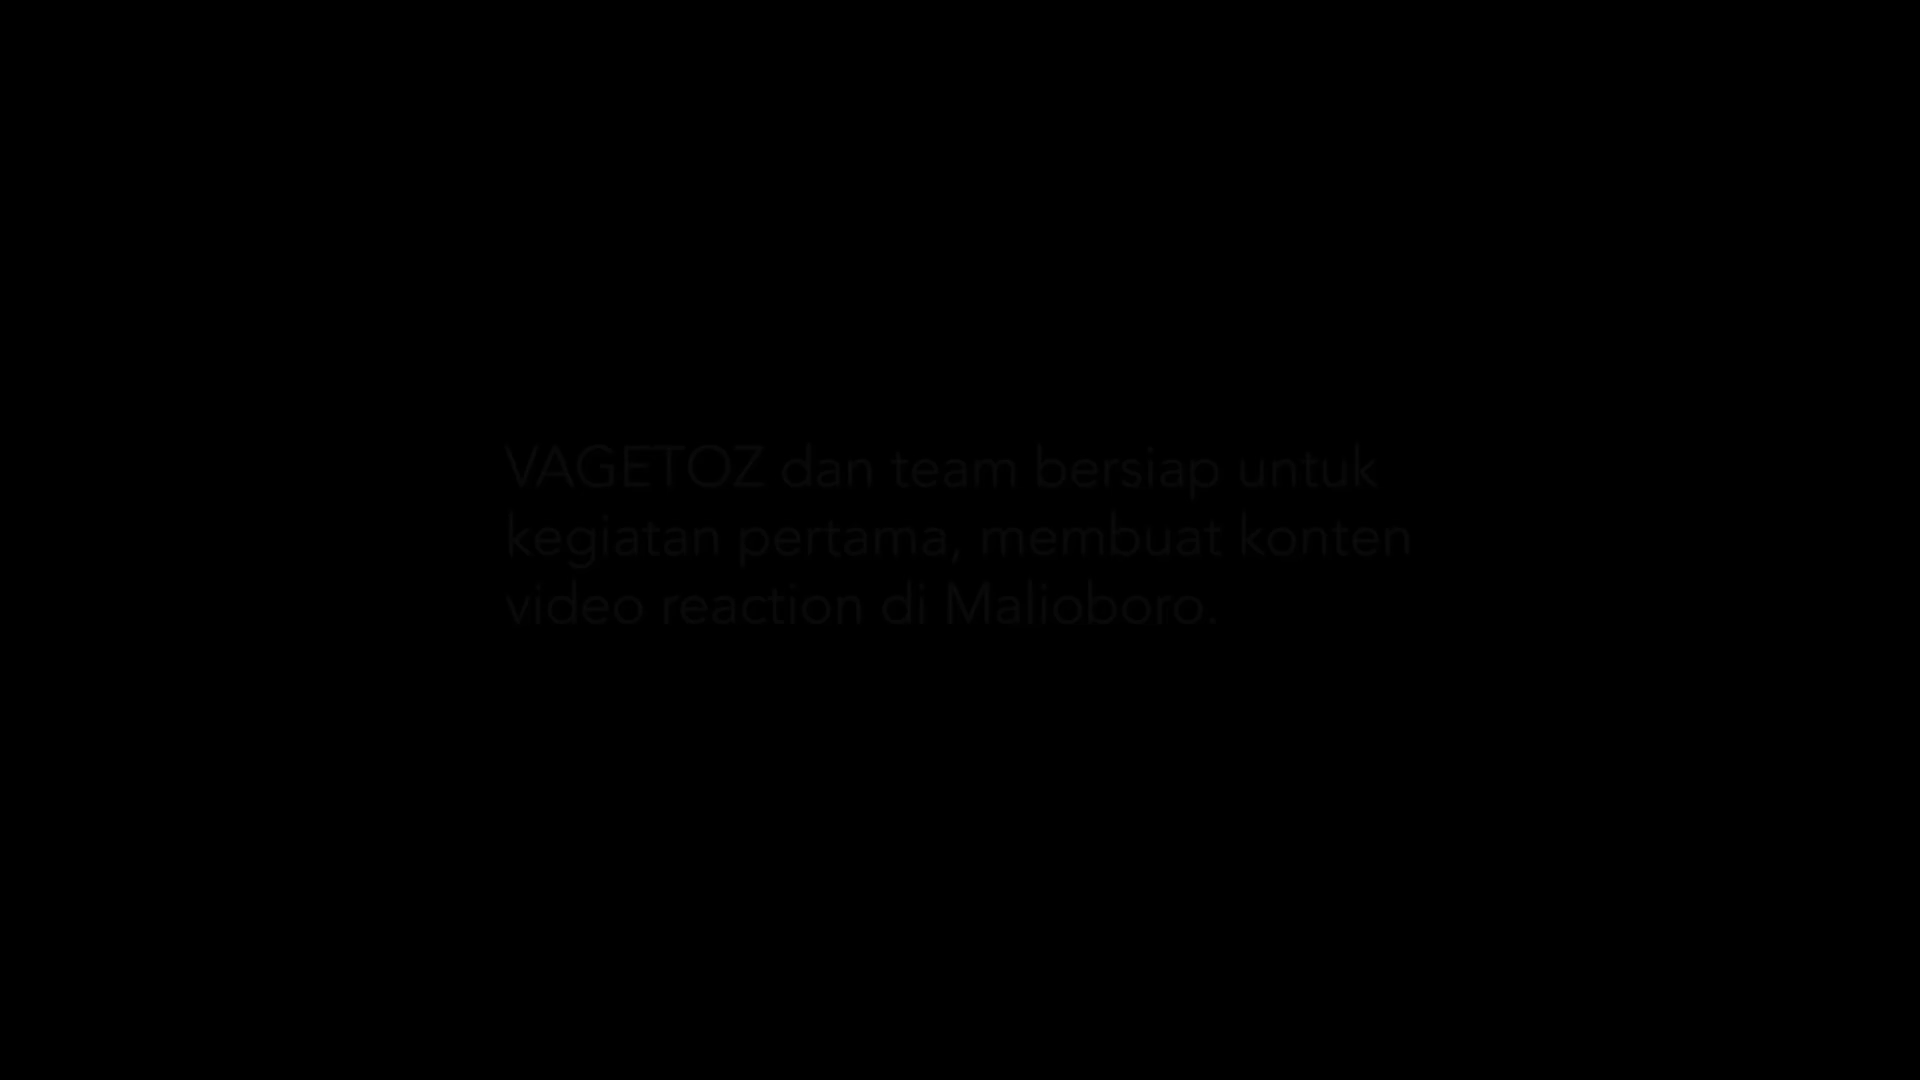 VAGETOZ dan team bersiap untuk
kegiatan pertama, membuat konten
video reaction di Malioboro.